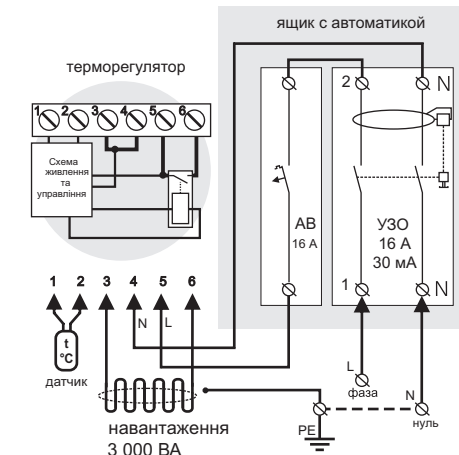 ящик с автоматикой
терморегулятор
1 2 3 4 5 6
Схема
живлення
та
управління
2 N
АВ
16 А
УЗО
16 А
30 мА
1 N
1 2 3 4 5 6
N L
t
°C
датчик
L
фаза
N
нуль
PE
навантаження
3 000 ВА